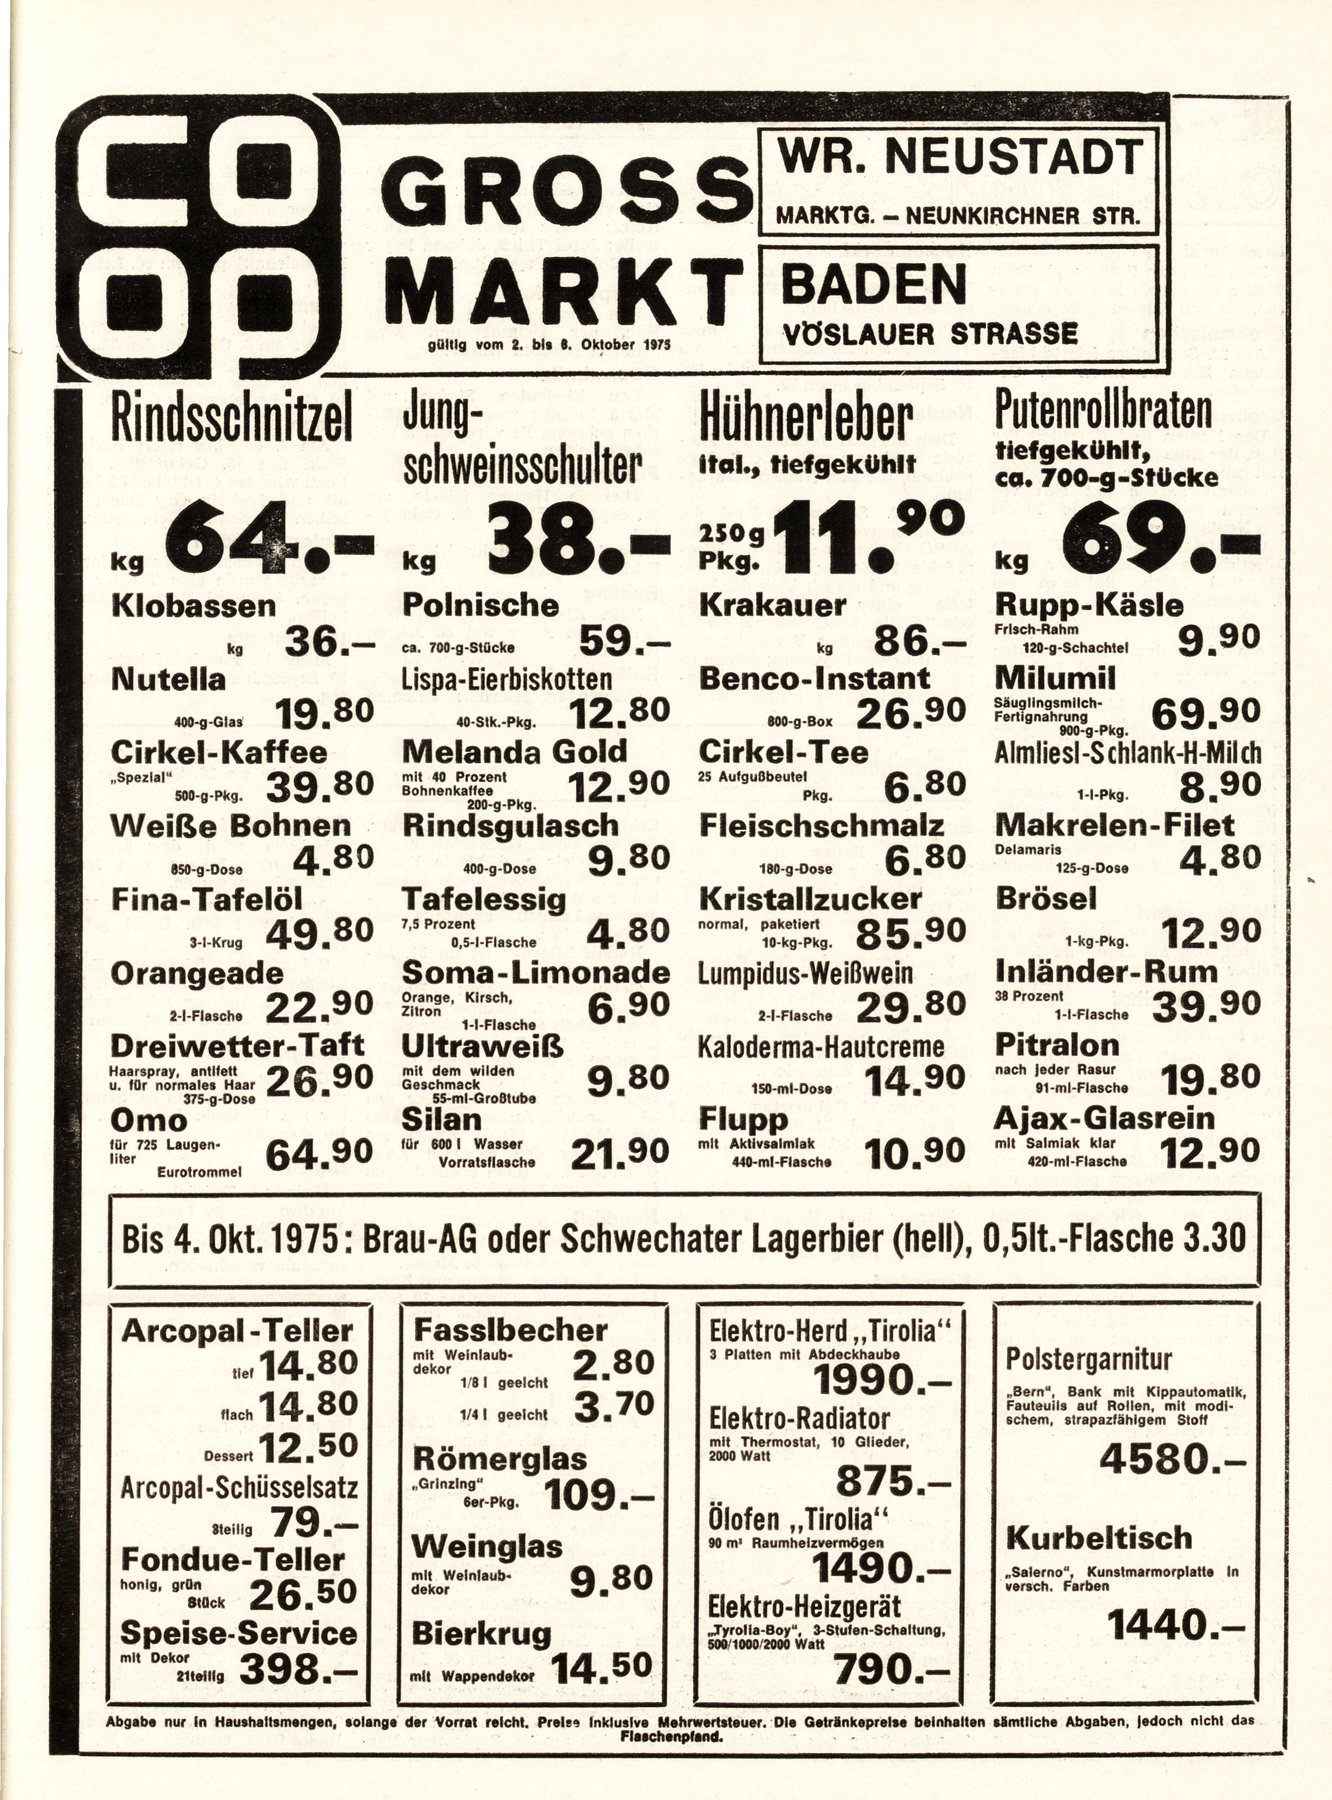 COOP
GROSS
MARKT
gültig vom 2. bis 8. Oktober 1975
WR. NEUSTADT
MARKTG. – NEUNKIRCHNER STR.
BADEN
VÖSLAUER STRASSE
Rindsschnitzel
kg 64.–
Jung-
schweinsschulter
kg 38.–
Hühnerleber
ital., tiefgekühlt
250 g
Pkg. 11.90
Putenrollbraten
tiefgekühlt,
ca. 700-g-Stücke
kg 69.–
Klobassen
kg 36.–
Polnische
ca. 700-g-Stücke 59.–
Krakauer
kg 86.–
Rupp-Käsle
Frisch-Rahm
120-g-Schachtel 9.90
Nutella
400-g-Glas 19.80
Lispa-Eierbiskotten
40-Stk.-Pkg. 12.80
Benco-Instant
800-g-Box 26.90
Milumil
Säuglingsmilch-
Fertignahrung
900-g-Pkg. 69.90
Cirkel-Kaffee
„Spezial“
500-g-Pkg. 39.80
Melanda Gold
mit 40 Prozent
Bohnenkaffee
200-g-Pkg. 12.90
Cirkel-Tee
25 Aufgußbeutel
Pkg. 6.80
Almliesl-Schlank-H-Milch
1-l-Pkg. 8.90
Weiße Bohnen
850-g-Dose 4.80
Rindsgulasch
400-g-Dose 9.80
Fleischschmalz
180-g-Dose 6.80
Makrelen-Filet
Delamaris
125-g-Dose 4.80
Fina-Tafelöl
3-l-Krug 49.80
Tafelessig
7,5 Prozent
0,5-l-Flasche 4.80
Kristallzucker
normal, paketiert
10-kg-Pkg. 85.90
Brösel
1-kg-Pkg. 12.90
Orangeade
2-l-Flasche 22.90
Soma-Limonade
Orange, Kirsch,
Zitron
1-l-Flasche 6.90
Lumpidus-Weißwein
2-l-Flasche 29.80
Inländer-Rum
38 Prozent
1-l-Flasche 39.90
Dreiwetter-Taft
Haarspray, antifett
u. für normales Haar
375-g-Dose 26.90
Ultraweiß
mit dem wilden
Geschmack
55-ml-Großtube 9.80
Kaloderma-Hautcreme
150-ml-Dose 14.90
Pitralon
nach jeder Rasur
91-ml-Flasche 19.80
Omo
für 725 Laugen-
liter
Eurotrommel 64.90
Silan
für 600 l Wasser
Vorratsflasche 21.90
Flupp
mit Aktivsalmiak
440-ml-Flasche 10.90
Ajax-Glasrein
mit Salmiak klar
420-ml-Flasche 12.90
Bis 4. Okt. 1975: Brau-AG oder Schwechater Lagerbier (hell), 0,5lt.-Flasche 3.30
Arcopal-Teller
tief 14.80
flach 14.80
Dessert 12.50
Arcopal-Schüsselsatz
3teilig 79.–
Fondue-Teller
honig, grün
Stück 26.50
Speise-Service
mit Dekor
21teilig 398.–
Fasslbecher
mit Weinlaub-
dekor
1/8 l geeicht 2.80
1/4 l geeicht 3.70
Römerglas
„Grinzing“
6er-Pkg. 109.–
Weinglas
mit Weinlaub-
dekor 9.80
Bierkrug
mit Wappendekor 14.50
Elektro-Herd „Tirolia“
3 Platten mit Abdeckhaube
1990.–
Elektro-Radiator
mit Thermostat, 10 Glieder,
2000 Watt
875.–
Ölofen „Tirolia“
90 m³ Raumheizvermögen
1490.–
Elektro-Heizgerät
„Tyrolia-Boy“, 3-Stufen-Schaltung,
500/1000/2000 Watt
790.–
Polstergarnitur
„Bern“, Bank mit Kippautomatik,
Fauteuils auf Rollen, mit modi-
schem, strapazfähigem Stoff
4580.–
Kurbeltisch
„Salerno“, Kunstmarmorplatte in
versch. Farben
1440.–
Abgabe nur in Haushaltsmengen, solange der Vorrat reicht. Preise inklusive Mehrwertsteuer. Die Getränkepreise beinhalten sämtliche Abgaben, jedoch nicht das
Flaschenpfand.